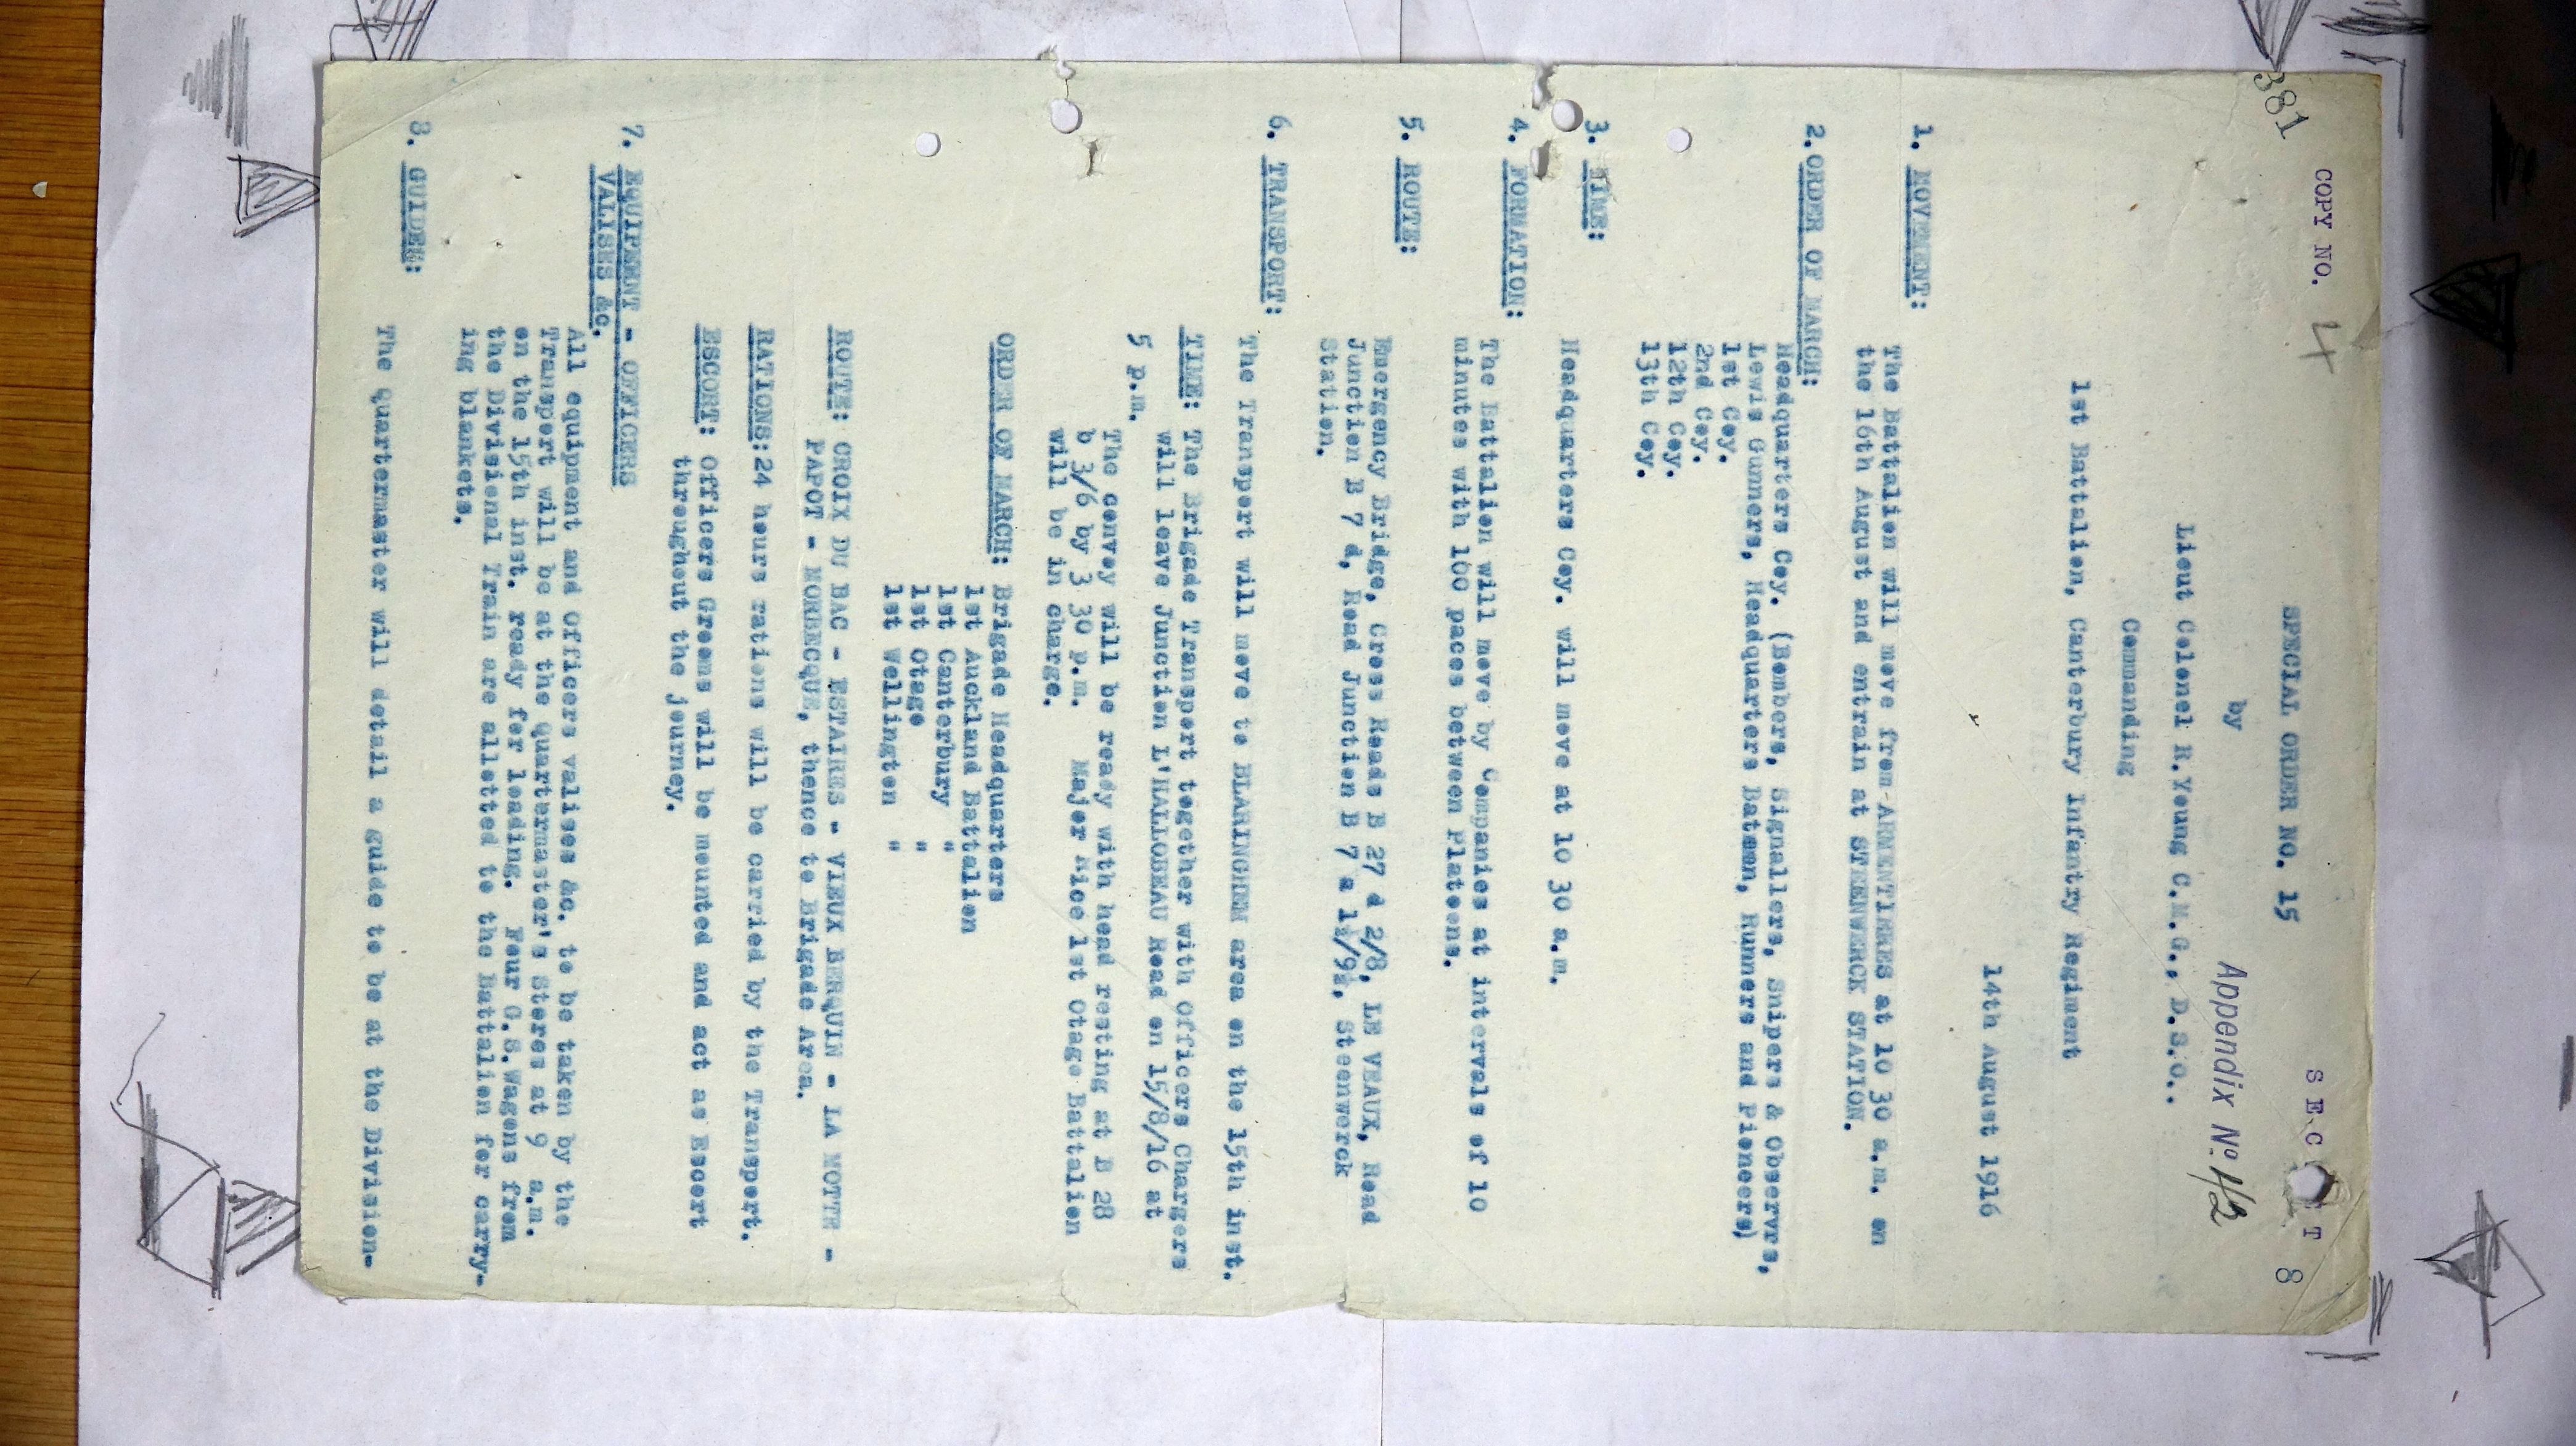 381
COPY NO. 4
S E C T 8
SPECIAL ORDER NO. 15
Appendix No. 1/2
by
Lieut Colonel R.Young C.M.G., D.S.O..
Commanding
1st Battalion, Canterbury Infantry Regiment
14th August 1916
1. MOVEMENT:
The Battalion will move from ARMENTIERES at 10 30 a.m. on
the 16th August and entrain at STEENWERCK STATION.
2. ORDER OF MARCH:
Headquarters Coy. (Bombers, Signallers, Snipers & Observrs,
Lewis Gunners, Headquarters Batmen, Runners and Pioneers)
1st Coy.
2nd Coy.
12th Coy.
13th Coy.
3. TIME:
Headquarters Coy. will move at 10 30 a.m.
4. FORMATION:
The Battalion will move by Companies at intervals of 10
minutes with 100 paces between Platoons.
5. ROUTE:
Emergency Bridge, Cross Roads B 27 d 2/8, LE VEAUX, Road
Junction B 7 d, Road Junction B 7 a 1½/9½, Steenwerck
Station.
6. TRANSPORT:
The Transport will move to BLARINGHEM area on the 15th inst.
TIME: The Brigade Transport together with Officers Chargers
will leave Junction L'HALLOBEAU Road on 15/8/16 at
5 p.m.
The convoy will be ready with head resting at B 28
b 3/6 by 3 30 p.m. Major Rice 1st Otago Battalion
will be in charge.
ORDER OF MARCH: Brigade Headquarters
1st Auckland Battalion
1st Canterbury "
1st Otago "
1st Wellington "
ROUTE: CROIX DU BAC - ESTAIRES - VIEUX BERQUIN - LA MOTTE -
PAPOT - MORBECQUE, thence to Brigade Area.
RATIONS:24 hours rations will be carried by the Transport.
ESCORT: Officers Grooms will be mounted and act as Escort
throughout the journey.
7. EQUIPMENT - OFFICERS
VALISES &c.
All equipment and Officers valises &c. to be taken by the
Transport will be at the Quartermaster's Stores at 9 a.m.
on the 15th inst. ready for loading. Four G.S.Wagons from
the Divisional Train are allotted to the Battalion for carry-
ing blankets.
8. GUIDES:
The Quartermaster will detail a guide to be at the Division-